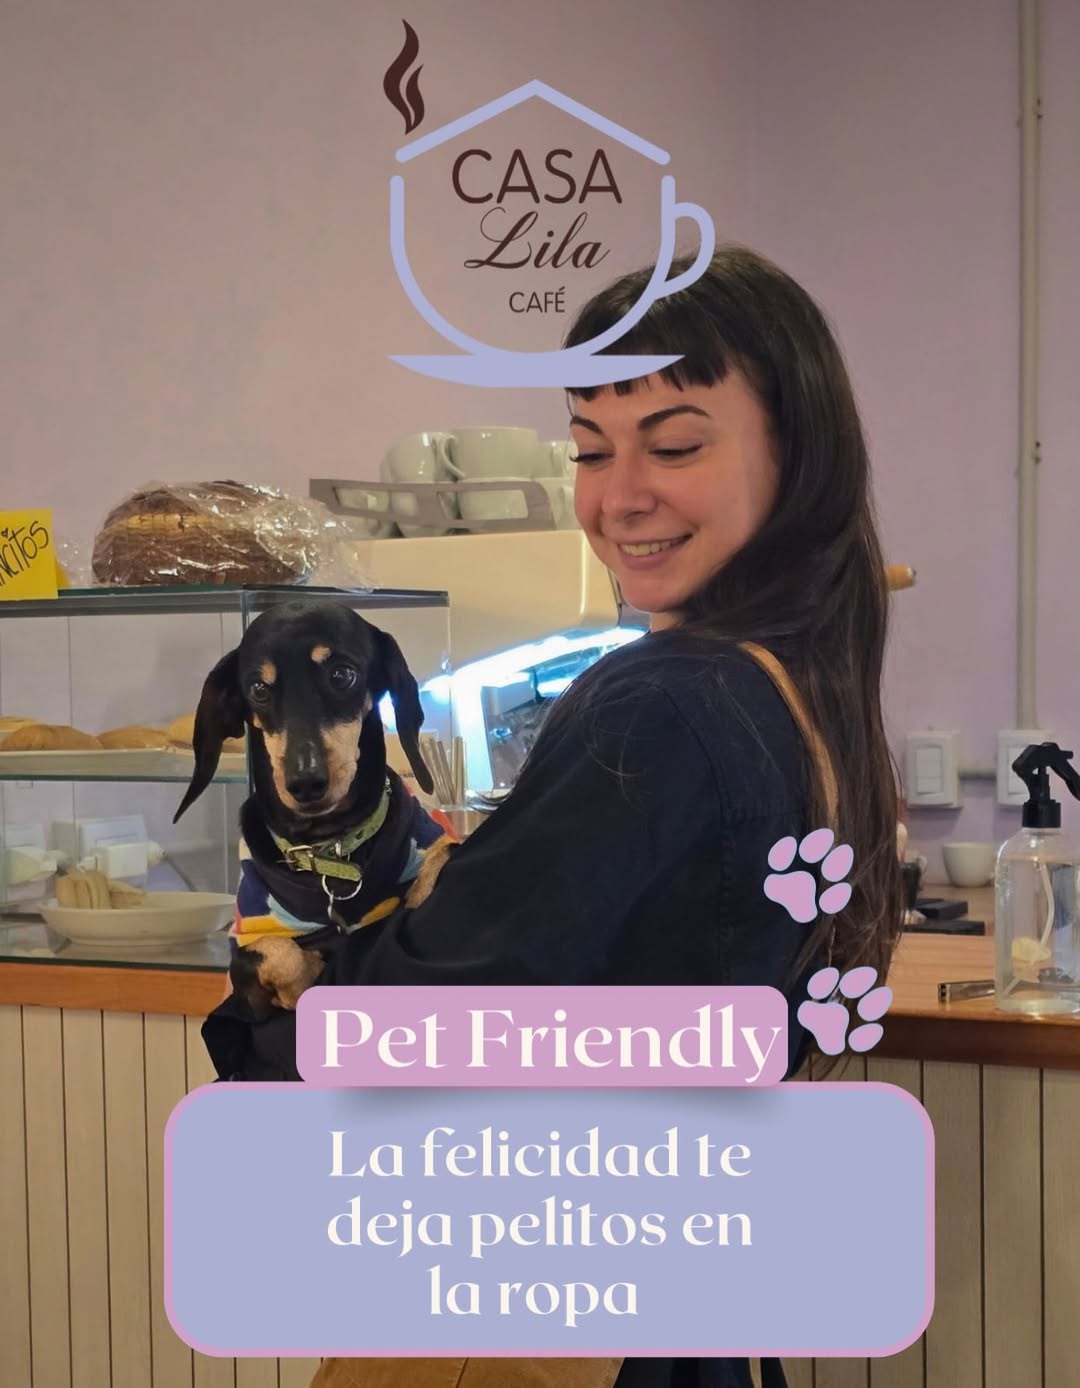 CASA
Lila
CAFÉ
Pet Friendly
La felicidad te
deja pelitos en
la ropa